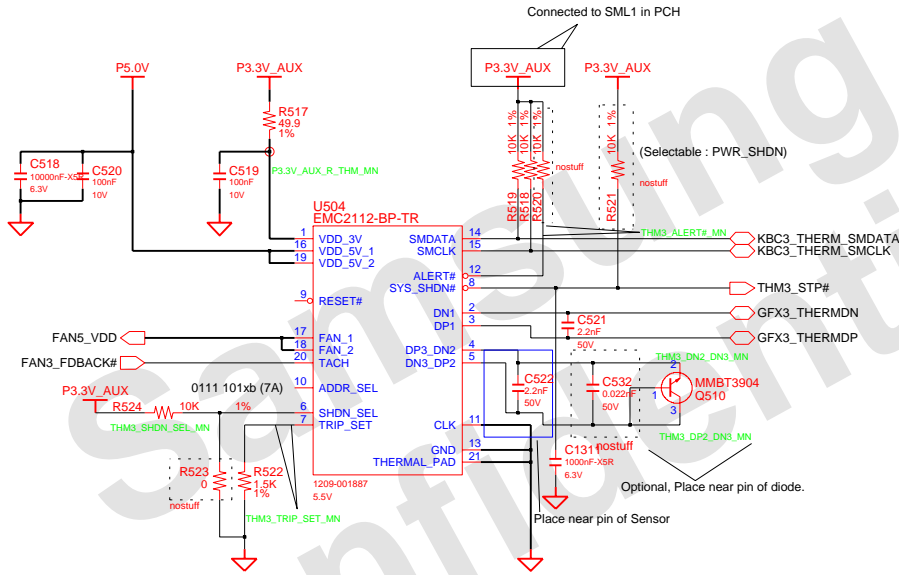 Connected to SML1 in PCH
P5.0V
P3.3V_AUX
P3.3V_AUX
P3.3V_AUX
R517
49.9
1%
10K 1%
10K 1%
10K 1%
10K 1%
(Selectable : PWR_SHDN)
nostuff
nostuff
C518
10000nF-X5R
6.3V
C520
100nF
10V
C519
100nF
10V
P3.3V_AUX_R_THM_MN
R519
R518
R520
R521
U504
EMC2112-BP-TR
THM3_ALERT#_MN
1 VDD_3V
16 VDD_5V_1
19 VDD_5V_2
9 RESET#
17 FAN_1
18 FAN_2
20 TACH
10 ADDR_SEL
6 SHDN_SEL
7 TRIP_SET
SMDATA 14
SMCLK 15
ALERT# 12
SYS_SHDN# 8
DN1 2
DP1 3
DP3_DN2 4
DN3_DP2 5
CLK 11
GND 13
THERMAL_PAD 21
KBC3_THERM_SMDATA
KBC3_THERM_SMCLK
THM3_STP#
GFX3_THERMDN
GFX3_THERMDP
C521
2.2nF
50V
FAN5_VDD
FAN3_FDBACK#
0111 101xb (7A)
P3.3V_AUX
R524
10K
1%
THM3_SHDN_SEL_MN
C522
2.2nF
50V
C532
0.022nF
50V
nostuff
THM3_DN2_DN3_MN
2
1
3
MMBT3904
Q510
THM3_DP2_DN3_MN
R523
0
nostuff
R522
1.5K
1%
THM3_TRIP_SET_MN
1209-001887
5.5V
C1311
1000nF-X5R
6.3V
Optional, Place near pin of diode.
Place near pin of Sensor
Samsung
Confidential